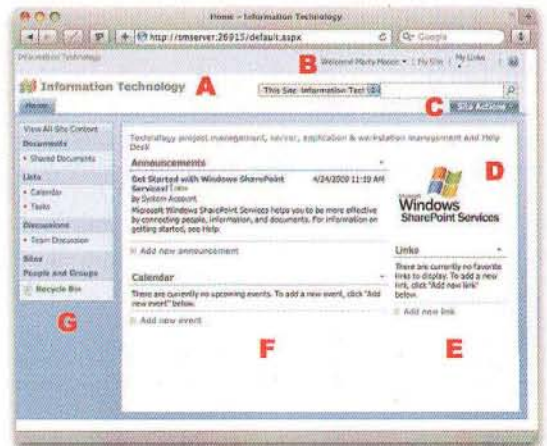 Home – Information Technology
http://smserver:26915/default.aspx
Google
Information Technology
B
Welcome Marty Matee
My Site
My Links
Information Technology
A
This Site: Information Tech
C
Home
Site Actions
View All Site Content
Documents
Shared Documents
Lists
Calendar
Tasks
Discussions
Team Discussion
Sites
People and Groups
Recycle Bin
G
Technology project management, server, application & workstation management and Help
Desk
Announcements
Get Started with Windows SharePoint
Services!
4/24/2009 11:19 AM
by System Account
Microsoft Windows SharePoint Services helps you to be more effective
by connecting people, information, and documents. For information on
getting started, see Help.
Add new announcement
Calendar
There are currently no upcoming events. To add a new event, click "Add
new event" below.
Add new event
F
D
Microsoft
Windows
SharePoint Services
Links
There are currently no favorite
links to display. To add a new
link, click "Add new link"
below.
Add new link
E